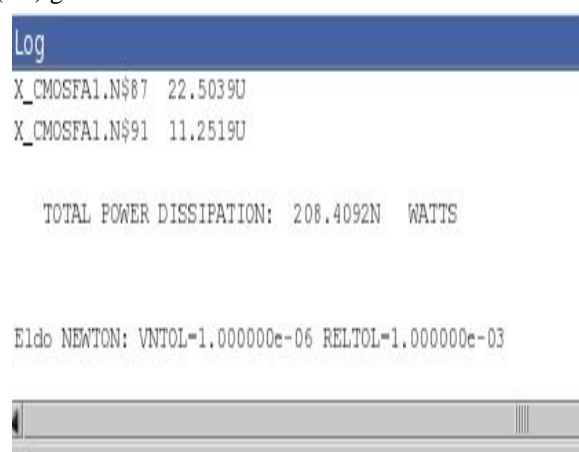 Log
X_CMOSFA1.N$87 22.5039U
X_CMOSFA1.N$91 11.2519U
TOTAL POWER DISSIPATION: 208.4092N WATTS
Eldo NEWTON: VNTOL=1.000000e-06 RELTOL=1.000000e-03